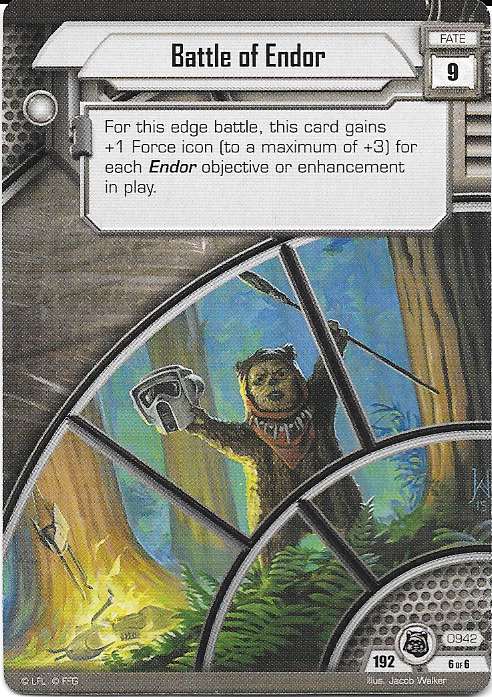 Battle of Endor
FATE
9
For this edge battle, this card gains
+1 Force icon (to a maximum of +3) for
each Endor objective or enhancement
in play.
0942
192
6 of 6
© LFL © FFG
Illus. Jacob Walker